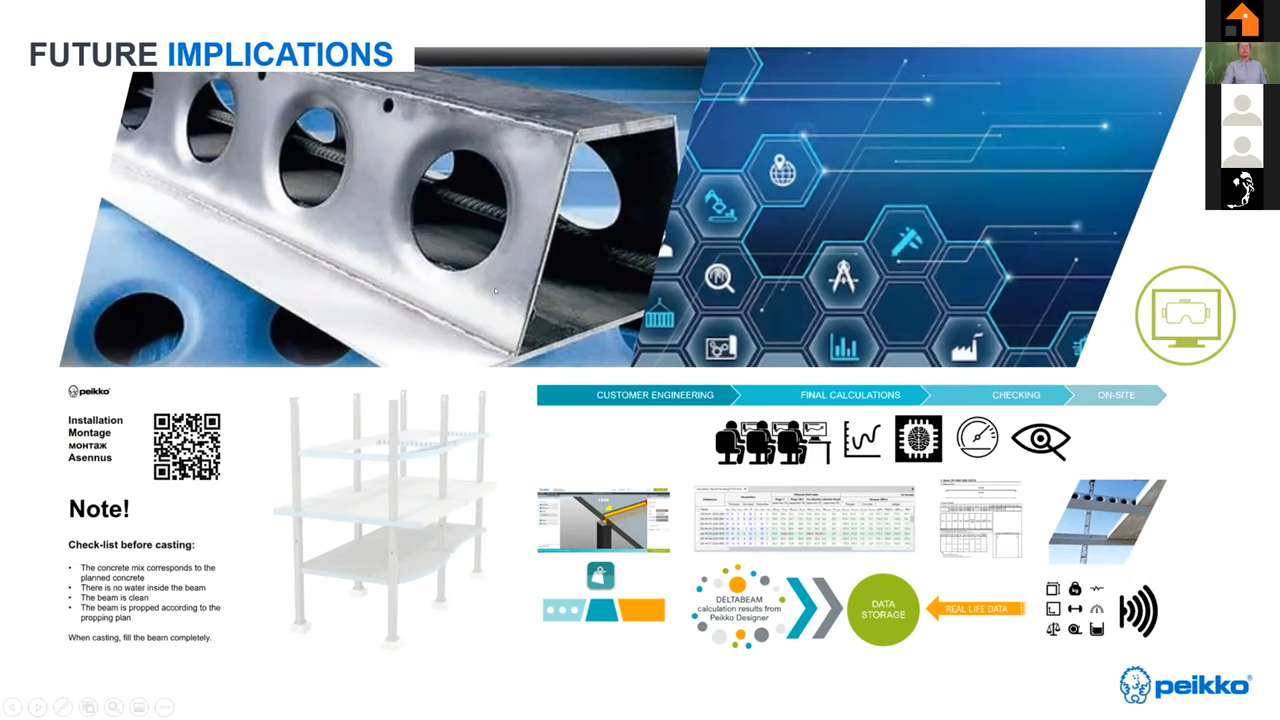 FUTURE IMPLICATIONS
peikko
Installation
Montage
монтаж
Asennus
Note!
Check-list before casting:
• The concrete mix corresponds to the
planned concrete
• There is no water inside the beam
• The beam is clean
• The beam is propped according to the
propping plan
When casting, fill the beam completely.
CUSTOMER ENGINEERING
FINAL CALCULATIONS
CHECKING
ON-SITE
DELTABEAM
calculation results from
Peikko Designer
DATA
STORAGE
REAL LIFE DATA
peikko®